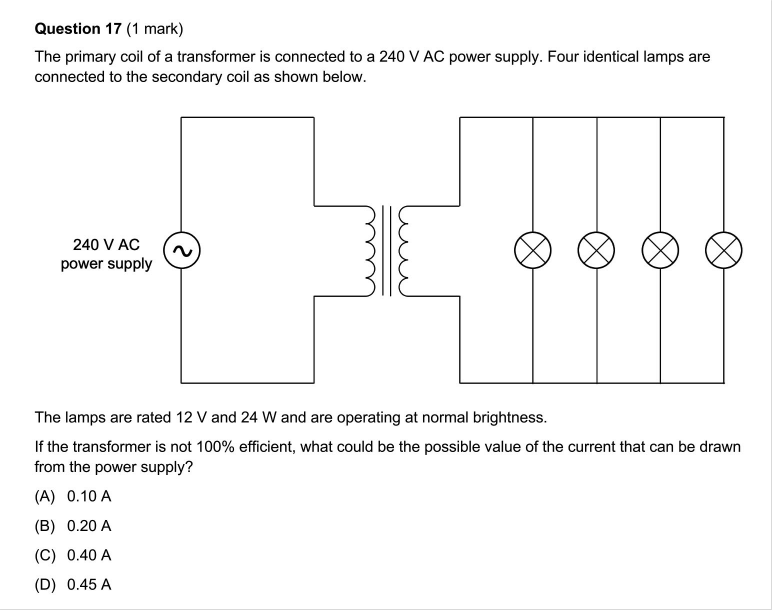 Question 17 (1 mark)
The primary coil of a transformer is connected to a 240 V AC power supply. Four identical lamps are
connected to the secondary coil as shown below.
240 V AC
power supply
The lamps are rated 12 V and 24 W and are operating at normal brightness.
If the transformer is not 100% efficient, what could be the possible value of the current that can be drawn
from the power supply?
(A) 0.10 A
(B) 0.20 A
(C) 0.40 A
(D) 0.45 A